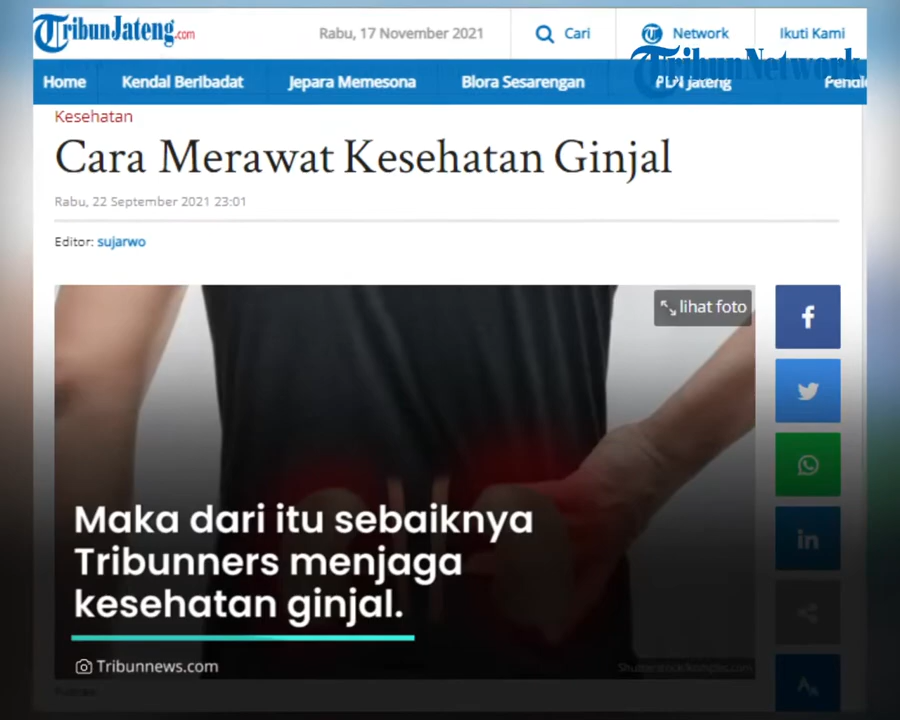 TribunJateng.com
Rabu, 17 November 2021
Cari
Network
Ikuti Kami
TribunNetwork
Home
Kendal Beribadat
Jepara Memesona
Blora Sesarengan
Jateng
Kesehatan
Cara Merawat Kesehatan Ginjal
Rabu, 22 September 2021 23:01
Editor: sujarwo
lihat foto
Maka dari itu sebaiknya
Tribunners menjaga
kesehatan ginjal.
Tribunnews.com